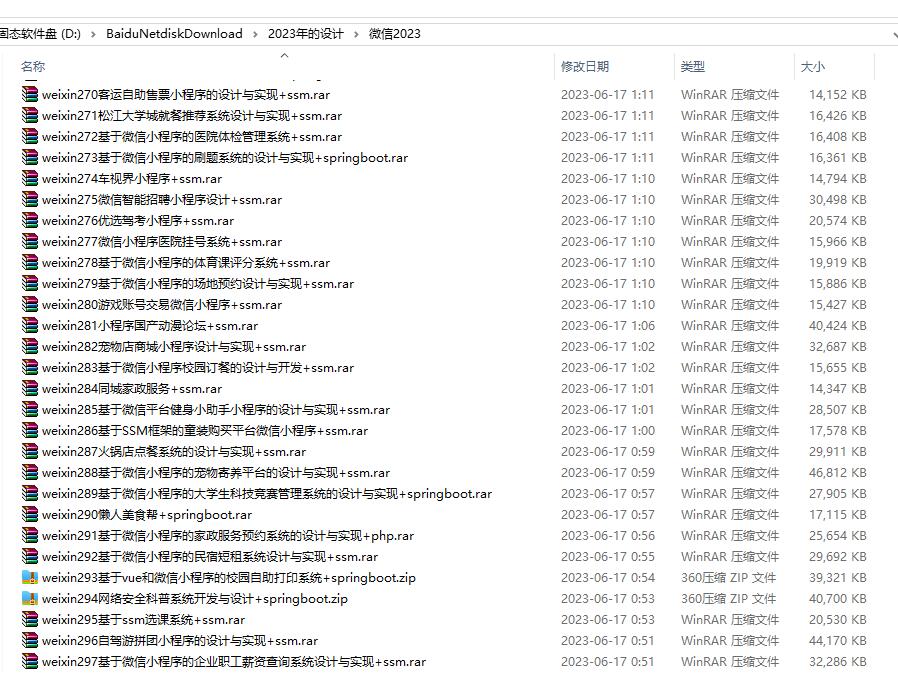 固态软件盘 (D:) › BaiduNetdiskDownload › 2023年的设计 › 微信2023
名称 修改日期 类型 大小
weixin270客运自助售票小程序的设计与实现+ssm.rar 2023-06-17 1:11 WinRAR 压缩文件 14,152 KB
weixin271松江大学城就餐推荐系统设计与实现+ssm.rar 2023-06-17 1:11 WinRAR 压缩文件 16,426 KB
weixin272基于微信小程序的医院体检管理系统+ssm.rar 2023-06-17 1:11 WinRAR 压缩文件 16,408 KB
weixin273基于微信小程序的刷题系统的设计与实现+springboot.rar 2023-06-17 1:11 WinRAR 压缩文件 16,361 KB
weixin274车视界小程序+ssm.rar 2023-06-17 1:10 WinRAR 压缩文件 14,794 KB
weixin275微信智能招聘小程序设计+ssm.rar 2023-06-17 1:10 WinRAR 压缩文件 30,498 KB
weixin276优选驾考小程序+ssm.rar 2023-06-17 1:10 WinRAR 压缩文件 20,574 KB
weixin277微信小程序医院挂号系统+ssm.rar 2023-06-17 1:10 WinRAR 压缩文件 15,966 KB
weixin278基于微信小程序的体育课评分系统+ssm.rar 2023-06-17 1:10 WinRAR 压缩文件 19,919 KB
weixin279基于微信小程序的场地预约设计与实现+ssm.rar 2023-06-17 1:10 WinRAR 压缩文件 15,886 KB
weixin280游戏账号交易微信小程序+ssm.rar 2023-06-17 1:10 WinRAR 压缩文件 15,427 KB
weixin281小程序国产动漫论坛+ssm.rar 2023-06-17 1:06 WinRAR 压缩文件 40,424 KB
weixin282宠物店商城小程序设计与实现+ssm.rar 2023-06-17 1:02 WinRAR 压缩文件 32,687 KB
weixin283基于微信小程序校园订餐的设计与开发+ssm.rar 2023-06-17 1:02 WinRAR 压缩文件 15,655 KB
weixin284同城家政服务+ssm.rar 2023-06-17 1:01 WinRAR 压缩文件 14,347 KB
weixin285基于微信平台健身小助手小程序的设计与实现+ssm.rar 2023-06-17 1:01 WinRAR 压缩文件 28,507 KB
weixin286基于SSM框架的童装购买平台微信小程序+ssm.rar 2023-06-17 1:00 WinRAR 压缩文件 17,578 KB
weixin287火锅店点餐系统的设计与实现+ssm.rar 2023-06-17 0:59 WinRAR 压缩文件 29,911 KB
weixin288基于微信小程序的宠物寄养平台的设计与实现+ssm.rar 2023-06-17 0:59 WinRAR 压缩文件 46,812 KB
weixin289基于微信小程序的大学生科技竞赛管理系统的设计与实现+springboot.rar 2023-06-17 0:57 WinRAR 压缩文件 27,905 KB
weixin290懒人美食帮+springboot.rar 2023-06-17 0:57 WinRAR 压缩文件 17,115 KB
weixin291基于微信小程序的家政服务预约系统的设计与实现+php.rar 2023-06-17 0:56 WinRAR 压缩文件 25,654 KB
weixin292基于微信小程序的民宿短租系统设计与实现+ssm.rar 2023-06-17 0:55 WinRAR 压缩文件 29,692 KB
weixin293基于vue和微信小程序的校园自助打印系统+springboot.zip 2023-06-17 0:54 360压缩 ZIP 文件 39,321 KB
weixin294网络安全科普系统开发与设计+springboot.zip 2023-06-17 0:53 360压缩 ZIP 文件 40,700 KB
weixin295基于ssm选课系统+ssm.rar 2023-06-17 0:53 WinRAR 压缩文件 20,530 KB
weixin296自驾游拼团小程序的设计与实现+ssm.rar 2023-06-17 0:51 WinRAR 压缩文件 44,170 KB
weixin297基于微信小程序的企业职工薪资查询系统设计与实现+ssm.rar 2023-06-17 0:51 WinRAR 压缩文件 32,286 KB